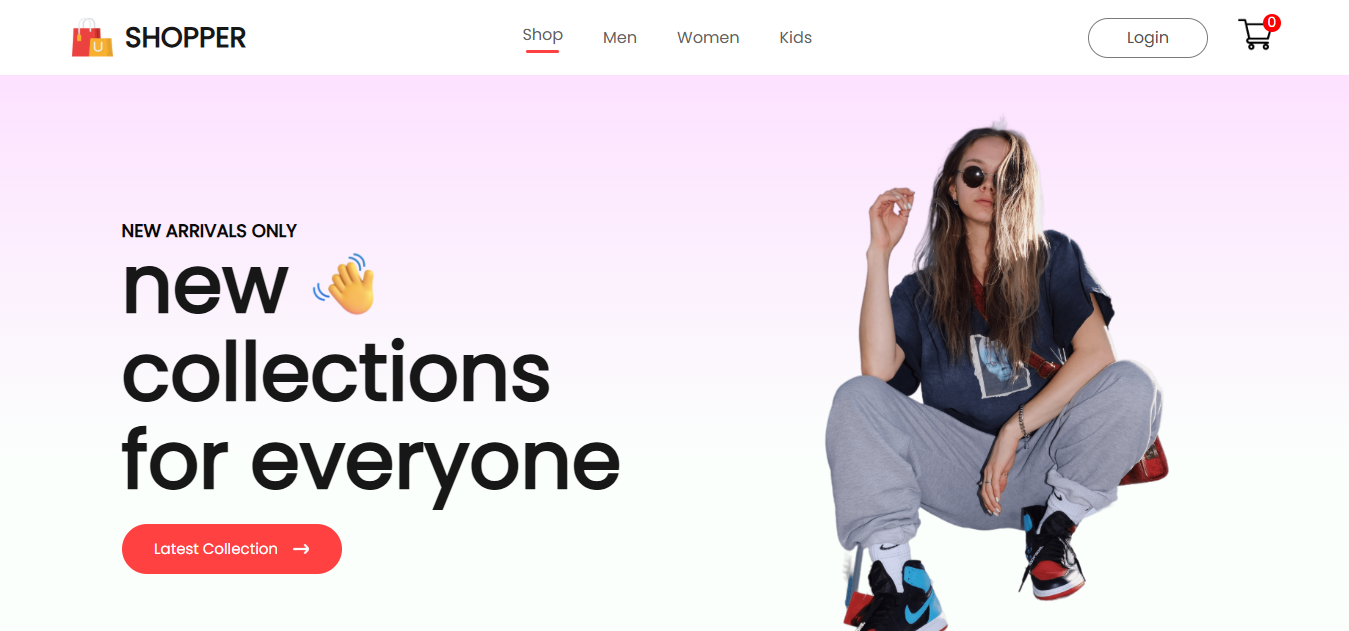 U
SHOPPER
Shop
Men
Women
Kids
Login
0
NEW ARRIVALS ONLY
new
collections
for everyone
Latest Collection